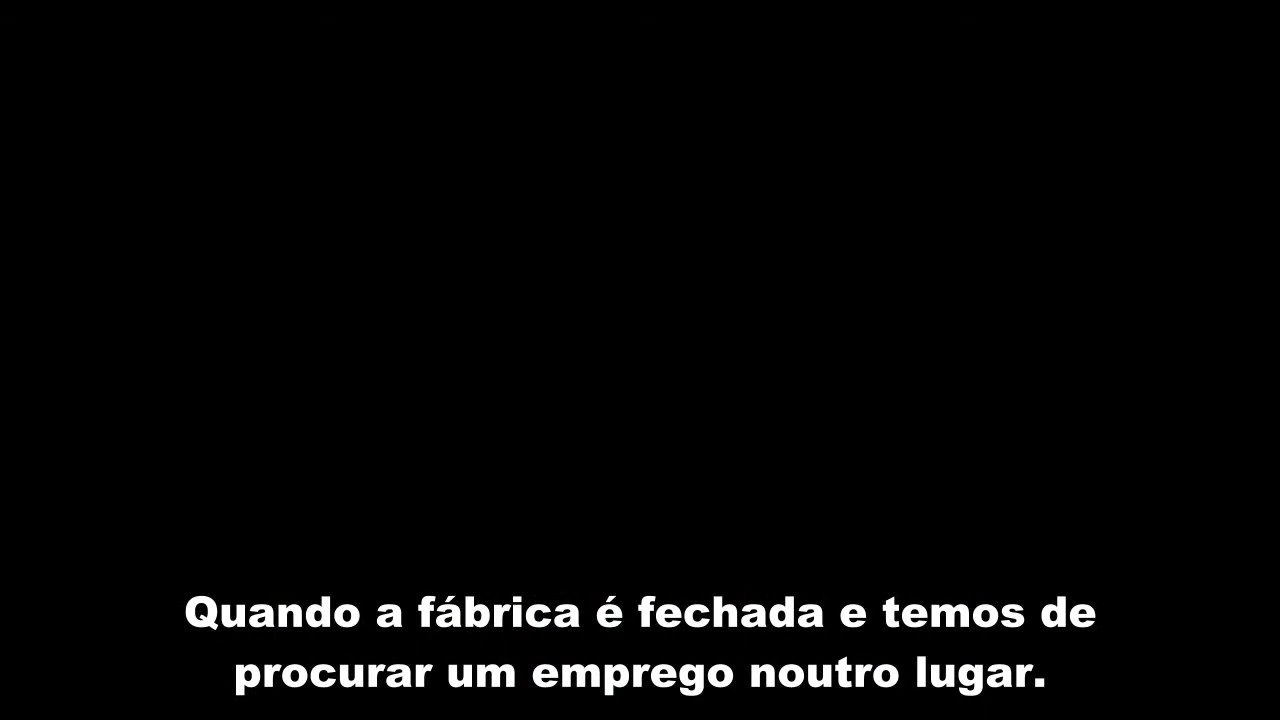 Quando a fábrica é fechada e temos de
procurar um emprego noutro lugar.